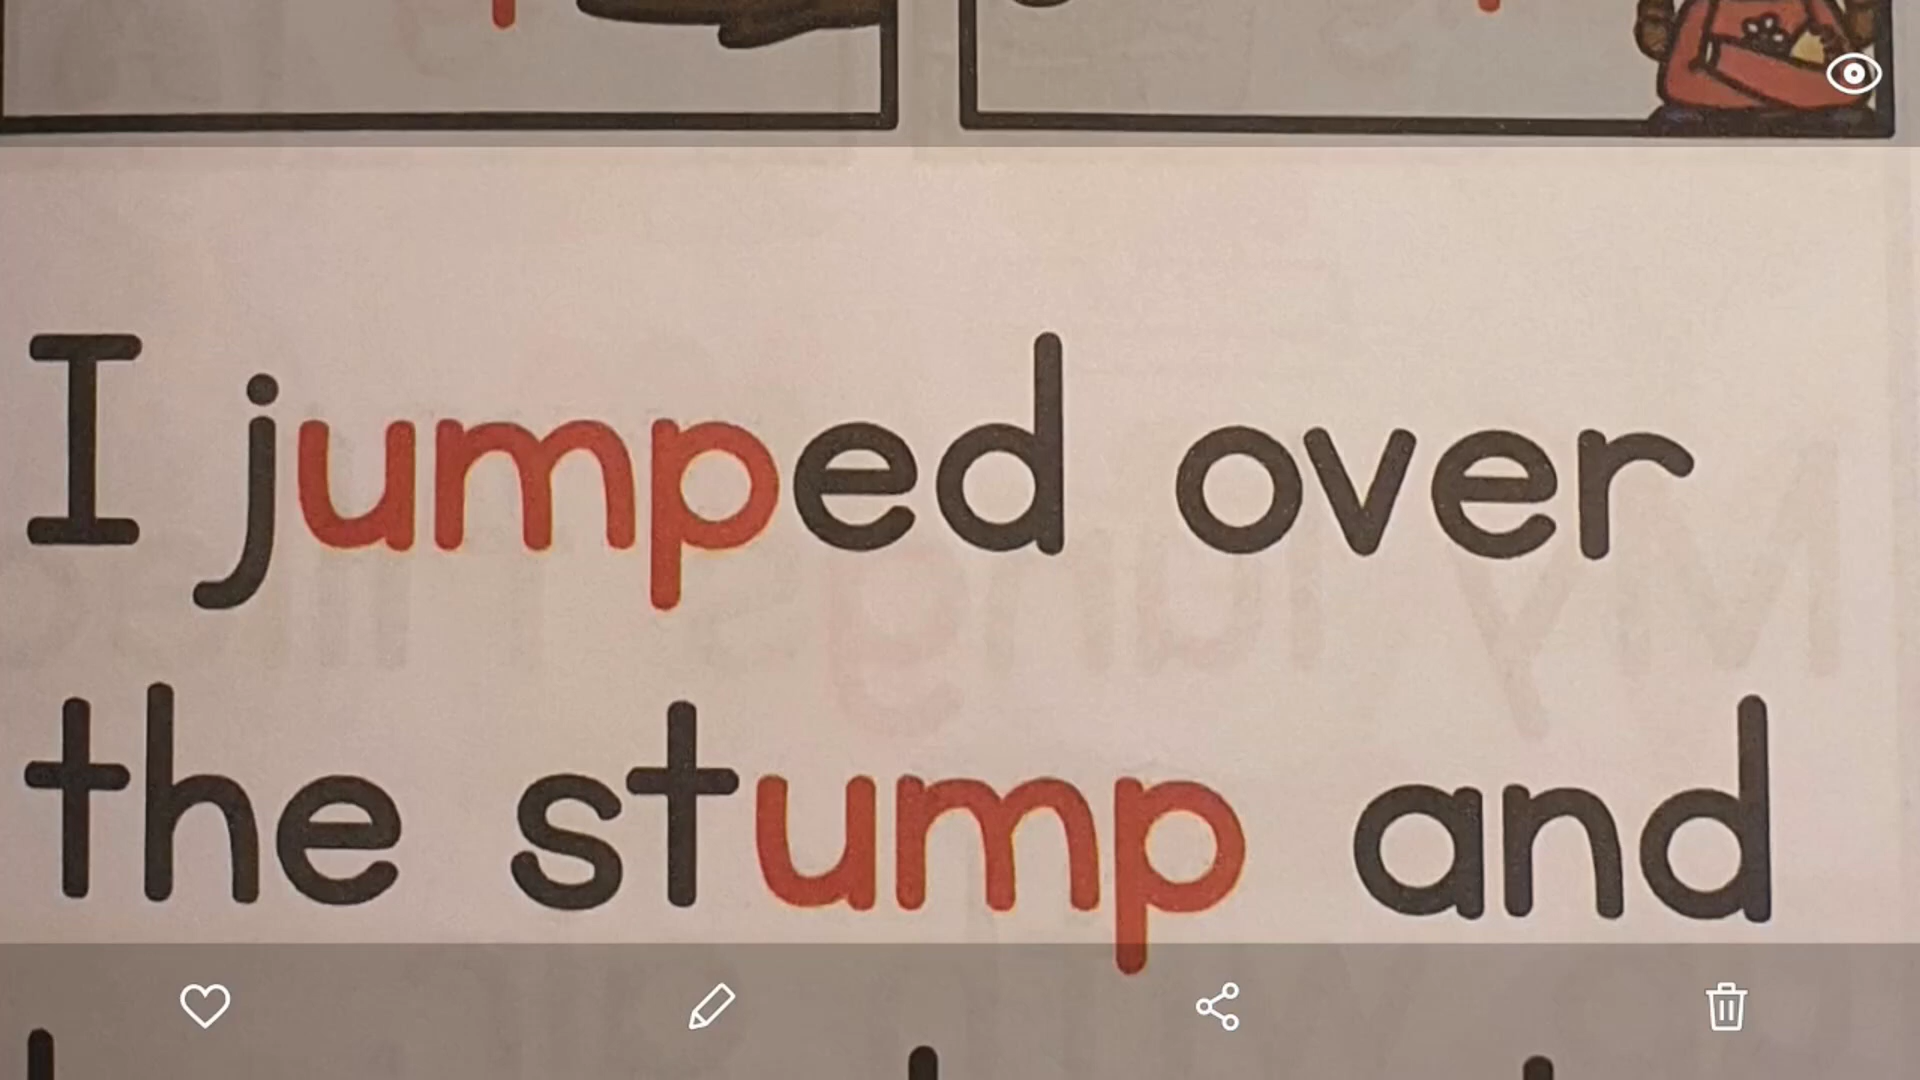 I jumped over
the stump and